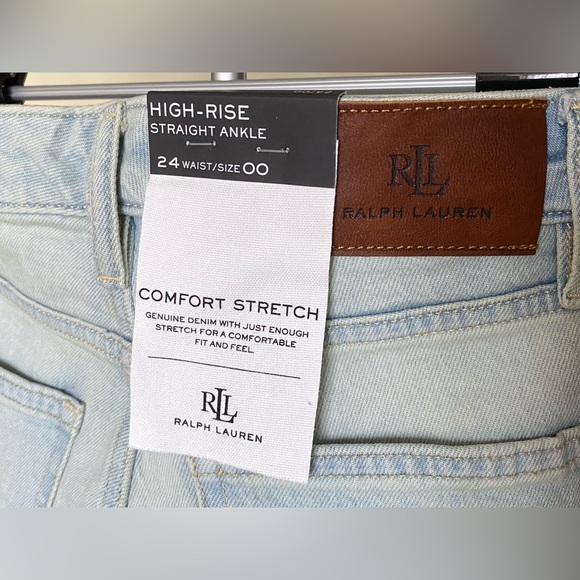 HIGH-RISE
STRAIGHT ANKLE
24 WAIST/SIZE 00
COMFORT STRETCH
GENUINE DENIM WITH JUST ENOUGH
STRETCH FOR A COMFORTABLE
FIT AND FEEL.
RLL
RALPH LAUREN
RLL
RALPH LAUREN